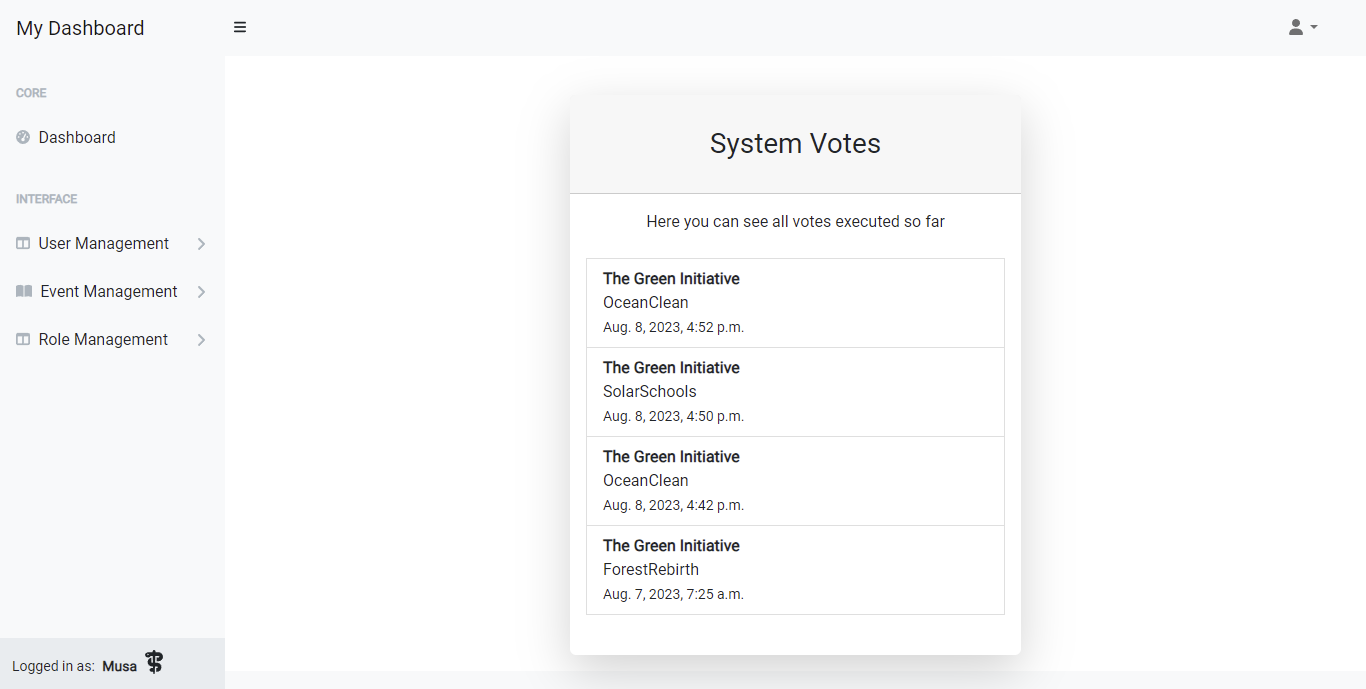 My Dashboard
CORE
Dashboard
INTERFACE
User Management
Event Management
Role Management
Logged in as: Musa
System Votes
Here you can see all votes executed so far
The Green Initiative
OceanClean
Aug. 8, 2023, 4:52 p.m.
The Green Initiative
SolarSchools
Aug. 8, 2023, 4:50 p.m.
The Green Initiative
OceanClean
Aug. 8, 2023, 4:42 p.m.
The Green Initiative
ForestRebirth
Aug. 7, 2023, 7:25 a.m.